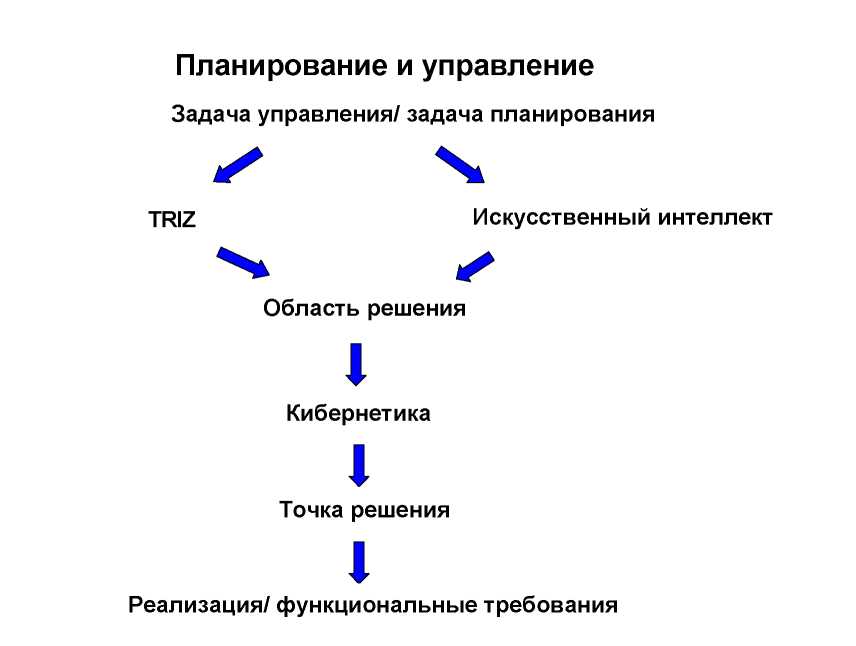 Планирование и управление
Задача управления/ задача планирования
TRIZ
Искусственный интеллект
Область решения
Кибернетика
Точка решения
Реализация/ функциональные требования